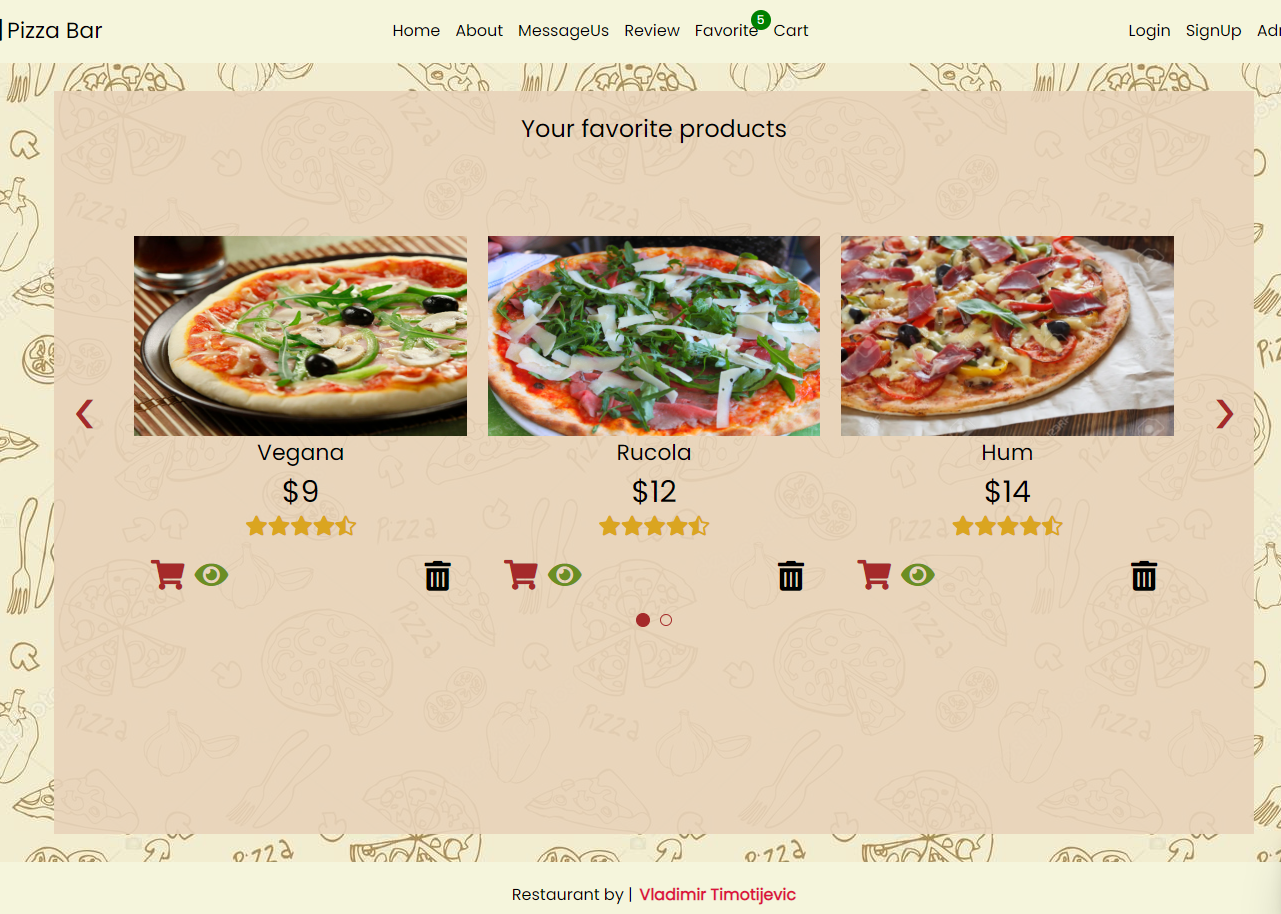 Pizza Bar
Home About MessageUs Review Favorite 5 Cart
Login SignUp
Your favorite products
Vegana
$9
Rucola
$12
Hum
$14
Pizza
Restaurant by | Vladimir Timotijevic